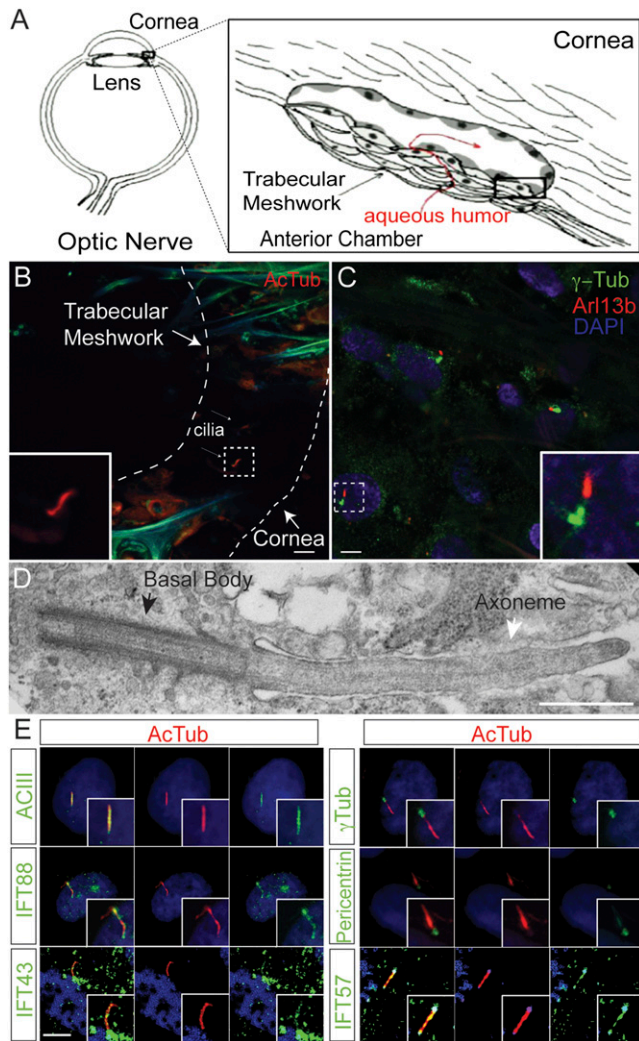 A
Cornea
Lens
Optic Nerve
Cornea
Trabecular
Meshwork
aqueous humor
Anterior Chamber
B
AcTub
Trabecular
Meshwork
cilia
Cornea
C
γ-Tub
Arl13b
DAPI
D
Basal Body
Axoneme
E
AcTub
AcTub
ACIII
γTub
IFT88
Pericentrin
IFT43
IFT57